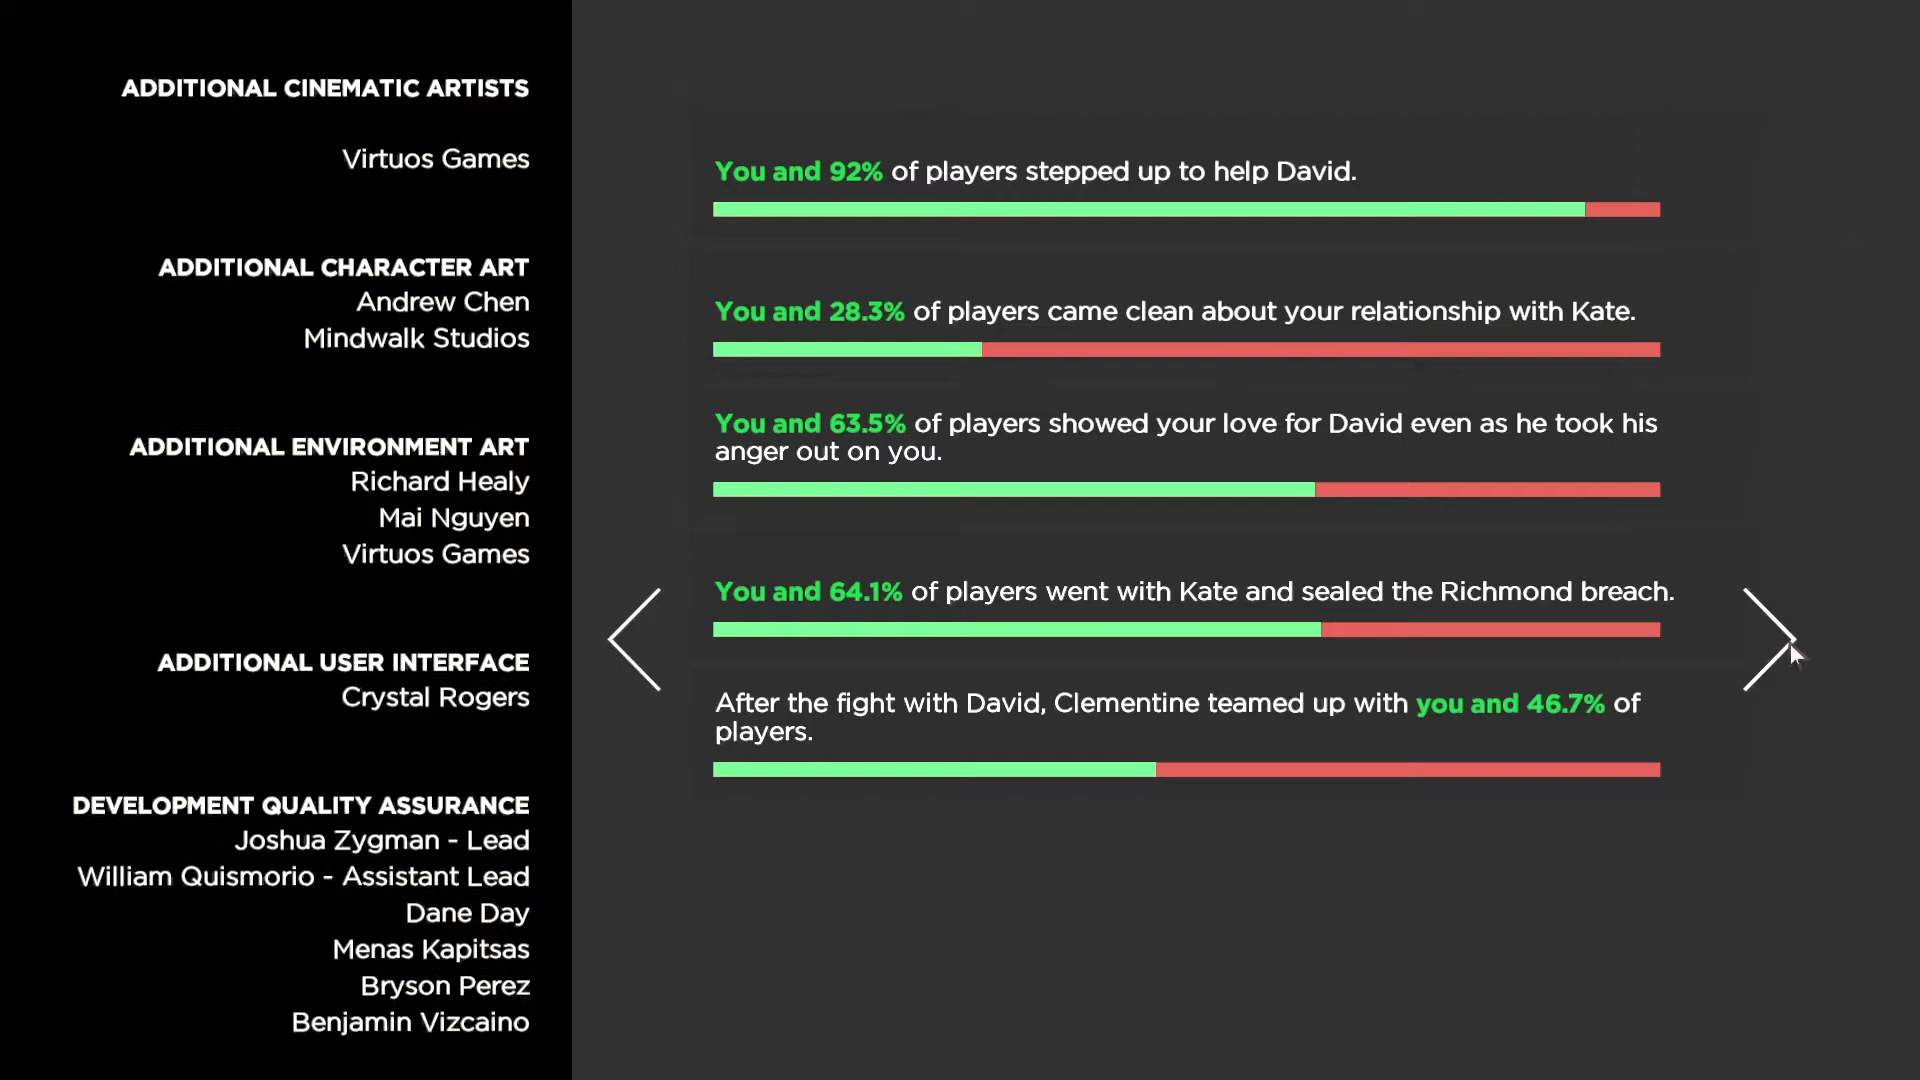 ADDITIONAL CINEMATIC ARTISTS
Virtuos Games
ADDITIONAL CHARACTER ART
Andrew Chen
Mindwalk Studios
ADDITIONAL ENVIRONMENT ART
Richard Healy
Mai Nguyen
Virtuos Games
ADDITIONAL USER INTERFACE
Crystal Rogers
DEVELOPMENT QUALITY ASSURANCE
Joshua Zygman - Lead
William Quismorio - Assistant Lead
Dane Day
Menas Kapitsas
Bryson Perez
Benjamin Vizcaino
You and 92% of players stepped up to help David.
You and 28.3% of players came clean about your relationship with Kate.
You and 63.5% of players showed your love for David even as he took his
anger out on you.
You and 64.1% of players went with Kate and sealed the Richmond breach.
After the fight with David, Clementine teamed up with you and 46.7% of
players.